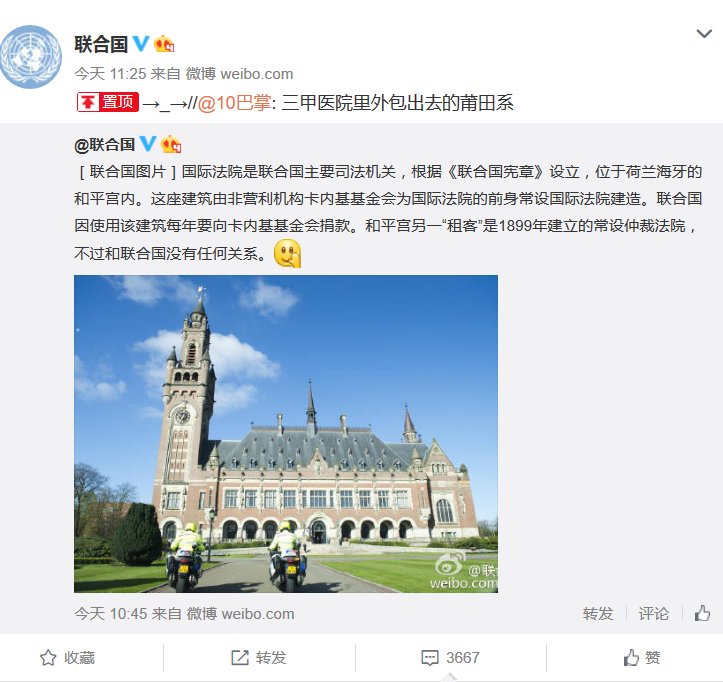 联合国
今天 11:25 来自 微博 weibo.com
置顶 →_→//@10巴掌: 三甲医院里外包出去的莆田系
@联合国
［联合国图片］国际法院是联合国主要司法机关，根据《联合国宪章》设立，位于荷兰海牙的
和平宫内。这座建筑由非营利机构卡内基基金会为国际法院的前身常设国际法院建造。联合国
因使用该建筑每年要向卡内基基金会捐款。和平宫另一“租客”是1899年建立的常设仲裁法院，
不过和联合国没有任何关系。
@联
weibo.com
今天 10:45 来自 微博 weibo.com
转发 评论
收藏 转发 3667 赞